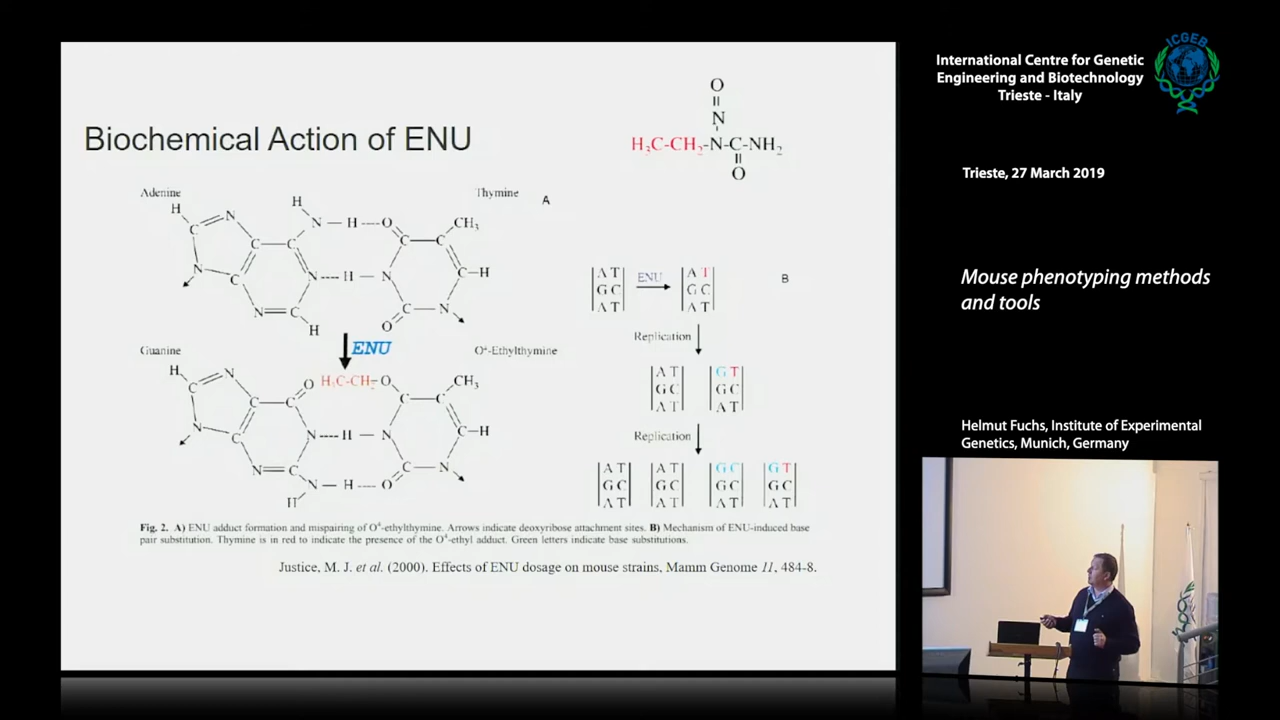 Biochemical Action of ENU
O
N
H3C-CH2-N-C-NH2
O
Adenine
Thymine
A
H
H
N
N
C
C
C
N
C
N
C
H
N — H ---- O
N ---- H — N
C
C
CH3
C—H
C
N
O
ENU
Guanine
O4-Ethylthymine
H
N
C
C
C
N
C
N
C
O
H3C-CH2-O
N ---- H — N
N — H ---- O
H
C
C
CH3
C—H
C
N
A T
G C
A T
ENU
A T
G C
A T
B
Replication
A T
G C
A T
G T
G C
A T
Replication
A T
G C
A T
A T
G C
A T
G C
G C
A T
G T
G C
A T
Fig. 2. A) ENU adduct formation and mispairing of O4-ethylthymine. Arrows indicate deoxyribose attachment sites. B) Mechanism of ENU-induced base
pair substitution. Thymine is in red to indicate the presence of the O4-ethyl adduct. Green letters indicate base substitutions.
Justice, M. J. et al. (2000). Effects of ENU dosage on mouse strains, Mamm Genome 11, 484-8.
International Centre for Genetic
Engineering and Biotechnology
Trieste - Italy
ICGEB
Trieste, 27 March 2019
Mouse phenotyping methods
and tools
Helmut Fuchs, Institute of Experimental
Genetics, Munich, Germany